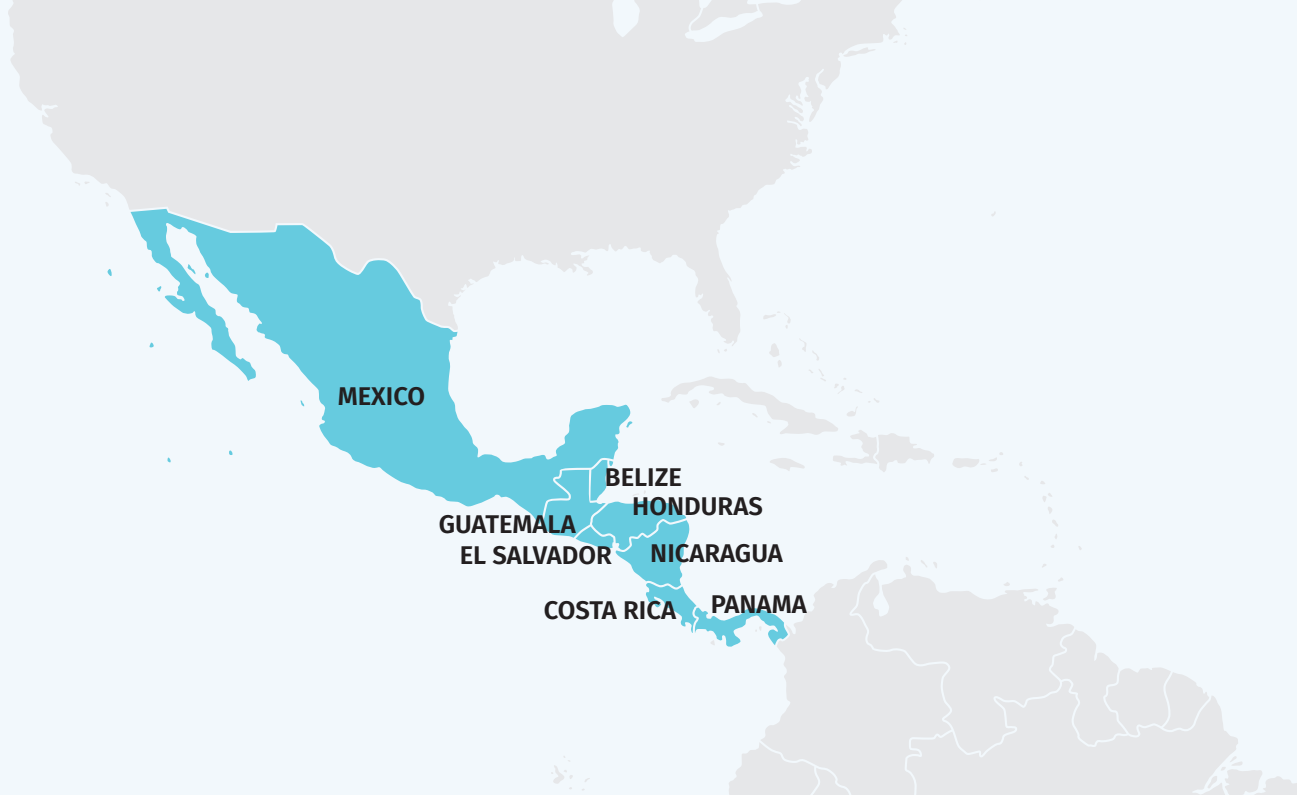 MEXICO
BELIZE
HONDURAS
GUATEMALA
EL SALVADOR
NICARAGUA
COSTA RICA
PANAMA